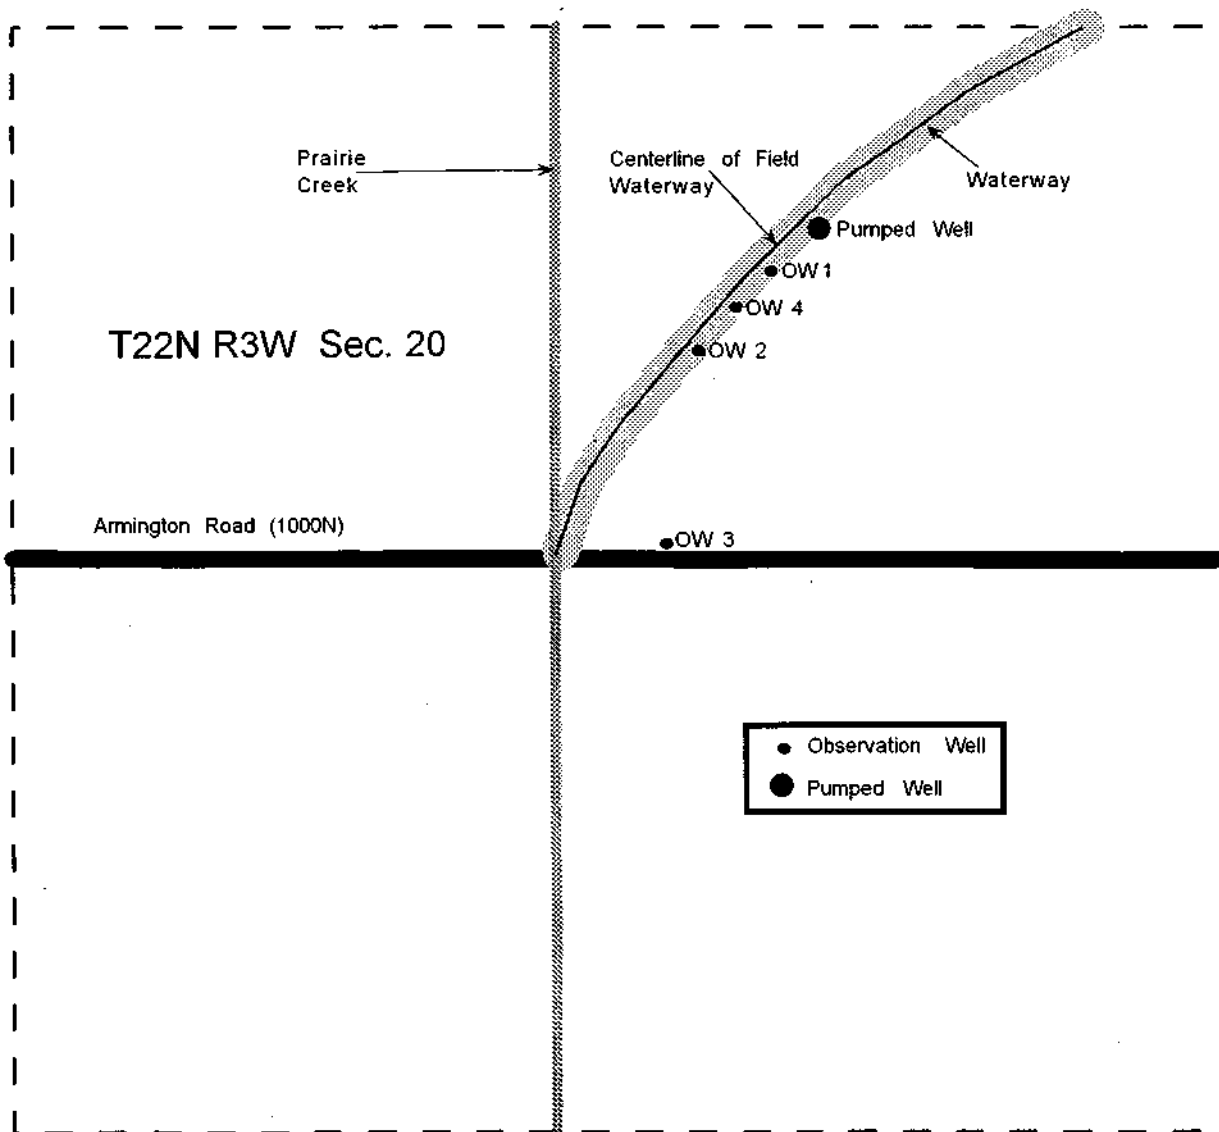 Prairie
Creek
Centerline of Field
Waterway
Waterway
Pumped Well
OW 1
OW 4
OW 2
T22N R3W Sec. 20
Armington Road (1000N)
OW 3
Observation Well
Pumped Well